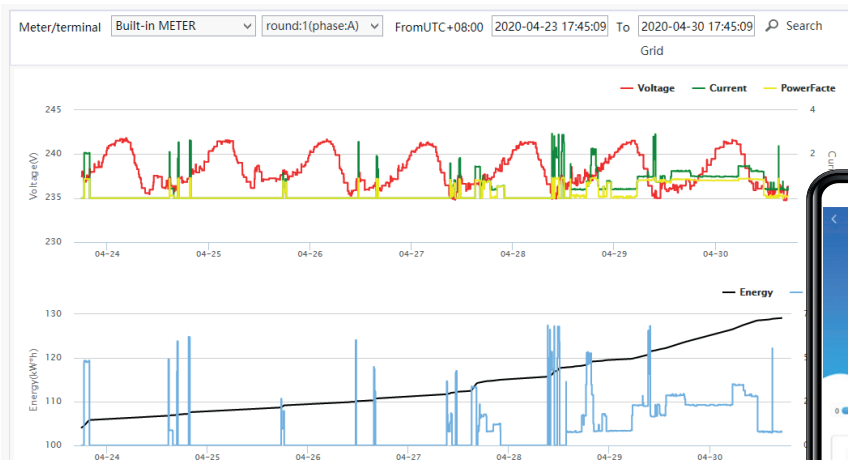 Meter/terminal Built-in METER round:1(phase:A) FromUTC+08:00 2020-04-23 17:45:09 To 2020-04-30 17:45:09 Search
Grid
Voltage Current PowerFacte
245 4
240 2
235
230
Voltage(V)
04-24 04-25 04-26 04-27 04-28 04-29 04-30
Energy
130
120
110
100
Energy(kW*h)
04-24 04-25 04-26 04-27 04-28 04-29 04-30
0